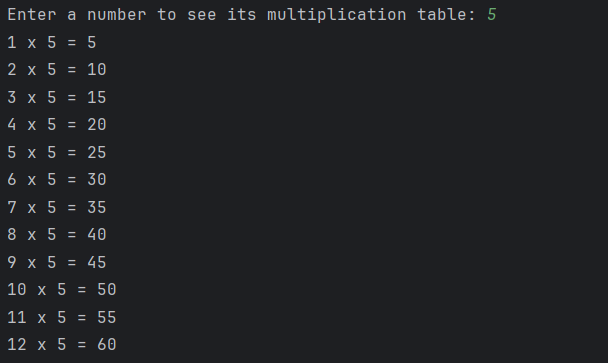 Enter a number to see its multiplication table: 5
1 x 5 = 5
2 x 5 = 10
3 x 5 = 15
4 x 5 = 20
5 x 5 = 25
6 x 5 = 30
7 x 5 = 35
8 x 5 = 40
9 x 5 = 45
10 x 5 = 50
11 x 5 = 55
12 x 5 = 60